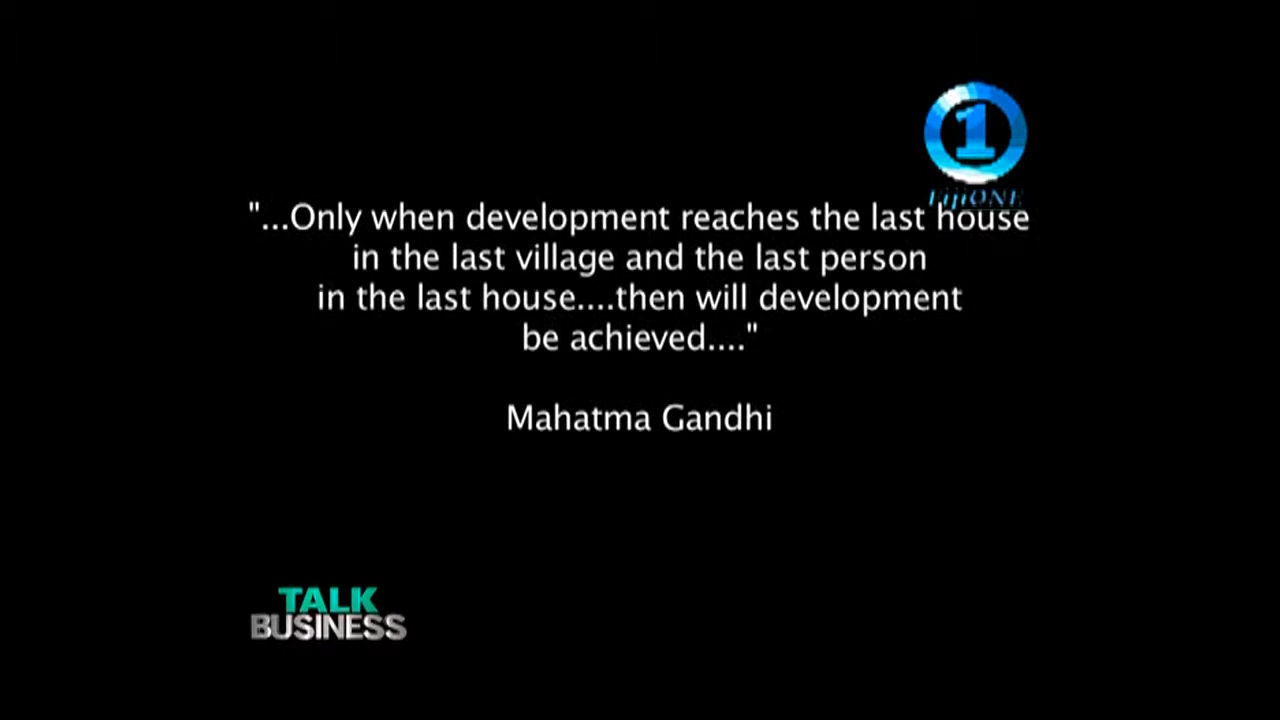 1
FijiONE
"...Only when development reaches the last house
in the last village and the last person
in the last house....then will development
be achieved...."
Mahatma Gandhi
TALK
BUSINESS